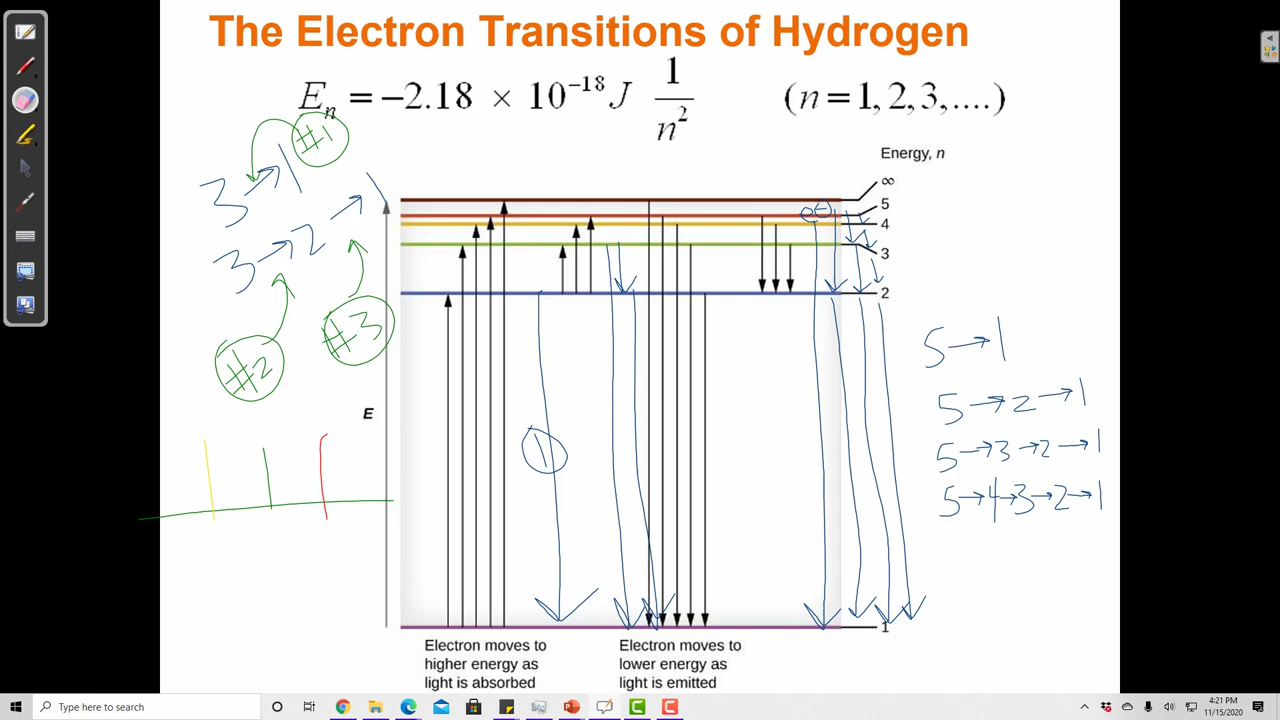 The Electron Transitions of Hydrogen
Eₙ = −2.18 × 10⁻¹⁸ J 1/n² (n = 1, 2, 3, ....)
#1
3→1
3→2→1
#2
#3
Energy, n
∞
5
4
3
2
1
e⊖
E
1
5→1
5→2→1
5→3→2→1
5→4→3→2→1
Electron moves to
higher energy as
light is absorbed
Electron moves to
lower energy as
light is emitted
Type here to search
4:21 PM
11/15/2020